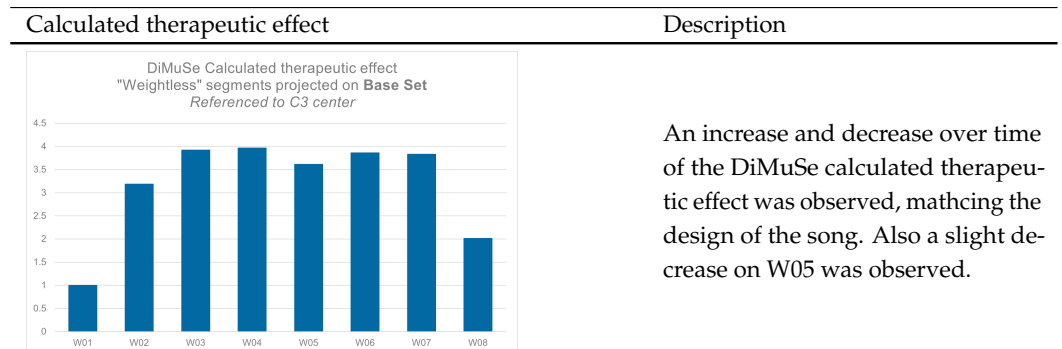 Calculated therapeutic effect
Description
DiMuSe Calculated therapeutic effect
"Weightless" segments projected on Base Set
Referenced to C3 center
4.5
4
3.5
3
2.5
2
1.5
1
0.5
0
W01 W02 W03 W04 W05 W06 W07 W08
An increase and decrease over time
of the DiMuSe calculated therapeu-
tic effect was observed, mathcing the
design of the song. Also a slight de-
crease on W05 was observed.